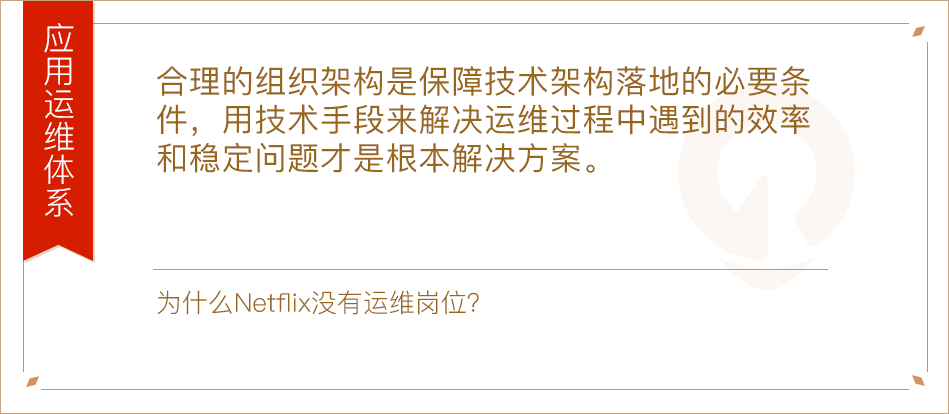 应用运维体系
合理的组织架构是保障技术架构落地的必要条
件，用技术手段来解决运维过程中遇到的效率
和稳定问题才是根本解决方案。
为什么Netflix没有运维岗位？